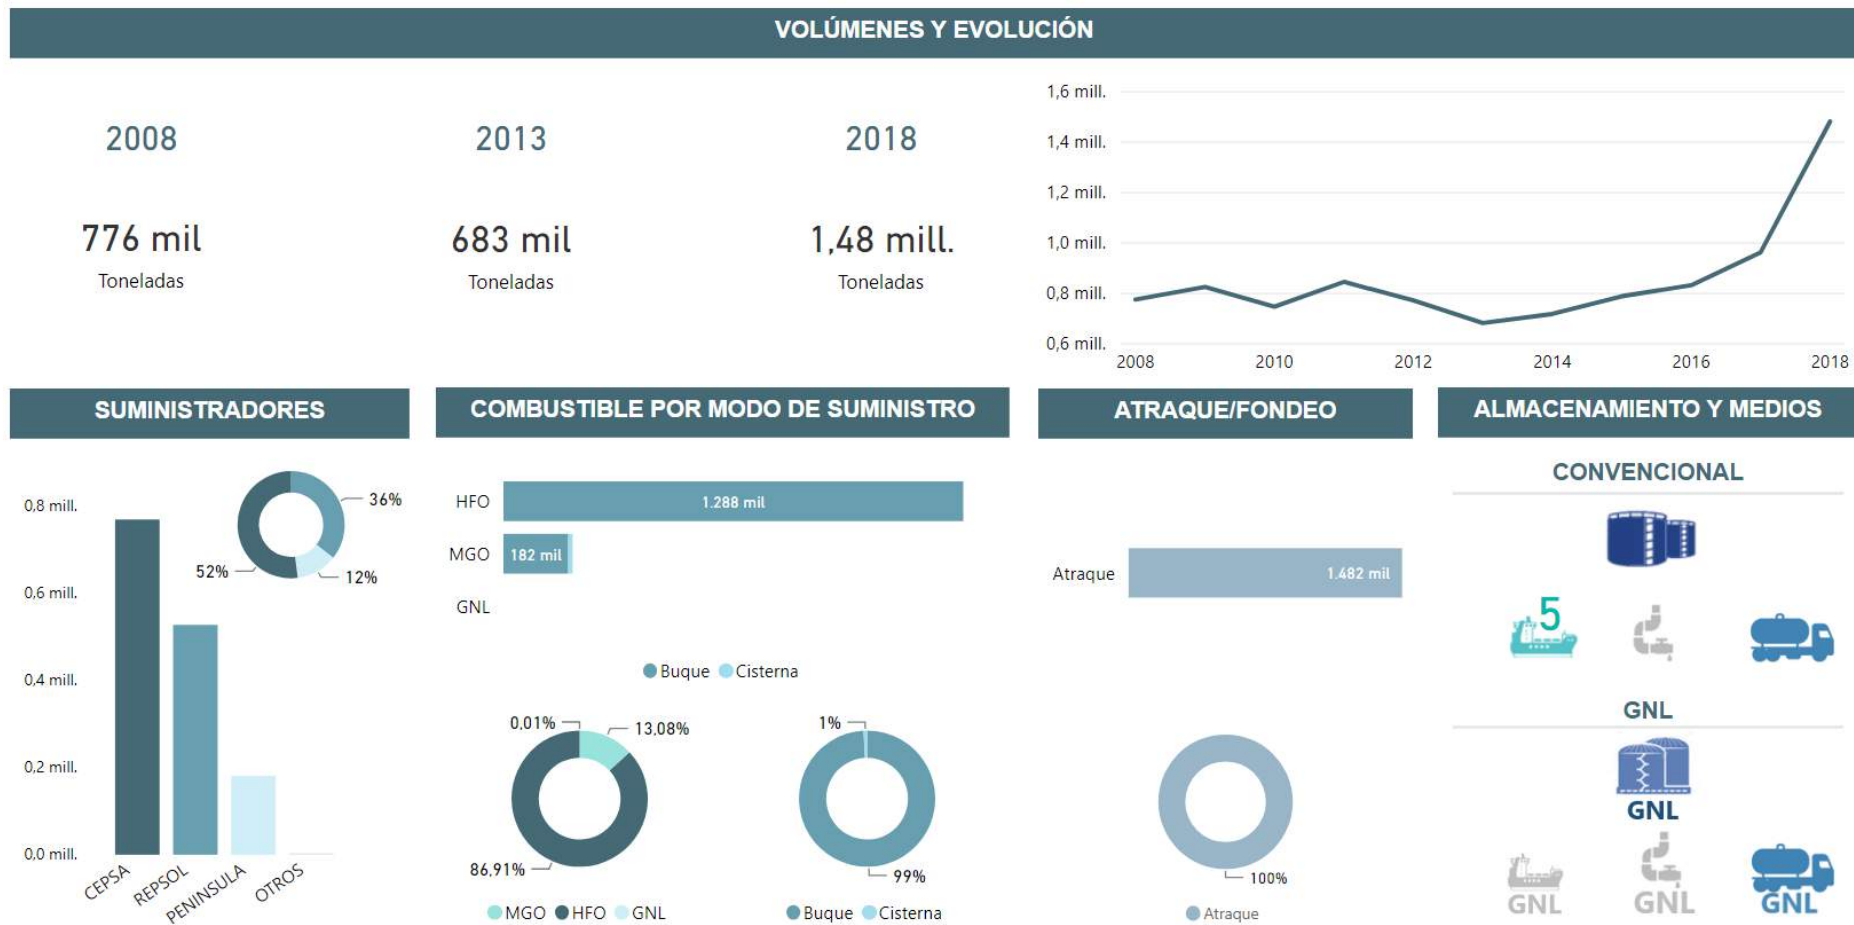 VOLÚMENES Y EVOLUCIÓN
2008
776 mil
Toneladas
2013
683 mil
Toneladas
2018
1,48 mill.
Toneladas
1,6 mill.
1,4 mill.
1,2 mill.
1,0 mill.
0,8 mill.
0,6 mill.
2008 2010 2012 2014 2016 2018
SUMINISTRADORES
36%
52%
12%
0,8 mill.
0,6 mill.
0,4 mill.
0,2 mill.
0,0 mill.
CEPSA REPSOL PENINSULA OTROS
COMBUSTIBLE POR MODO DE SUMINISTRO
HFO 1.288 mil
MGO 182 mil
GNL
Buque Cisterna
0,01% 13,08%
86,91%
MGO HFO GNL
1%
99%
Buque Cisterna
ATRAQUE/FONDEO
Atraque 1.482 mil
100%
Atraque
ALMACENAMIENTO Y MEDIOS
CONVENCIONAL
5
GNL
GNL
GNL GNL GNL